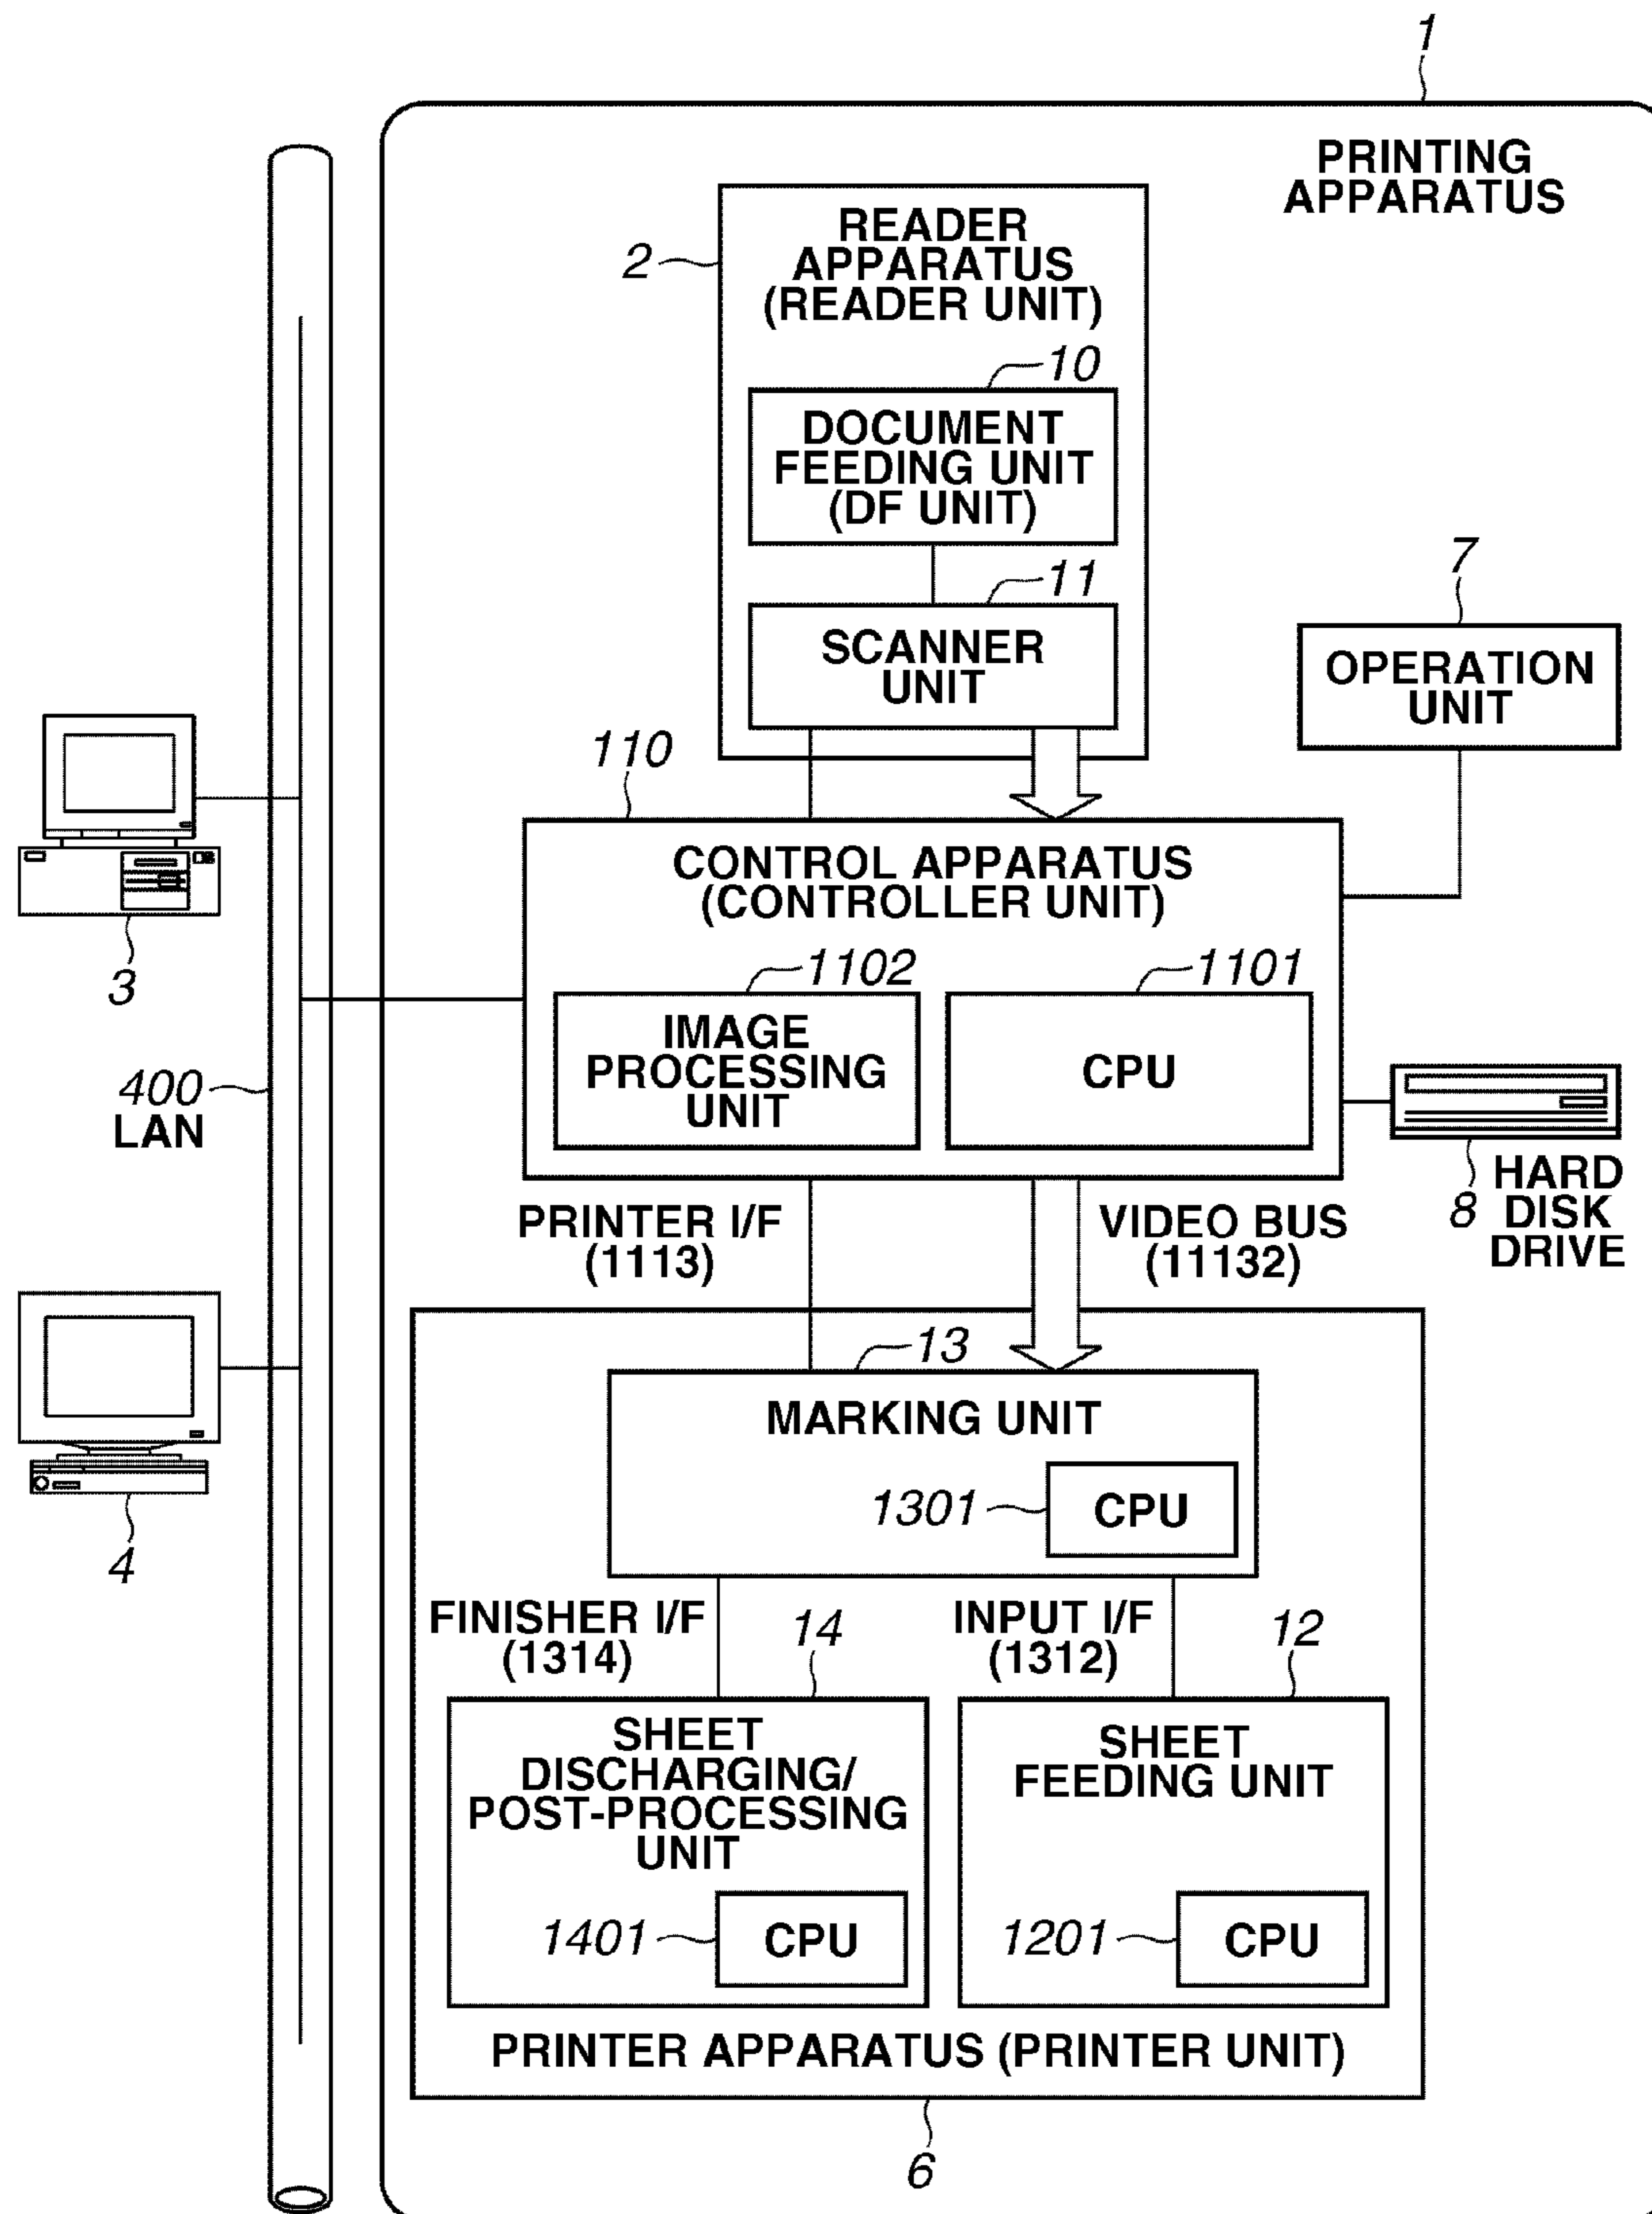 1
PRINTING
APPARATUS
2
READER
APPARATUS
(READER UNIT)
10
DOCUMENT
FEEDING UNIT
(DF UNIT)
11
SCANNER
UNIT
7
OPERATION
UNIT
110
CONTROL APPARATUS
(CONTROLLER UNIT)
3
1102
IMAGE
PROCESSING
UNIT
1101
CPU
400
LAN
8
HARD
DISK
DRIVE
PRINTER I/F
(1113)
VIDEO BUS
(11132)
13
MARKING UNIT
1301
CPU
4
FINISHER I/F
(1314)
14
INPUT I/F
(1312)
12
SHEET
DISCHARGING/
POST-PROCESSING
UNIT
1401
CPU
SHEET
FEEDING UNIT
1201
CPU
PRINTER APPARATUS (PRINTER UNIT)
6